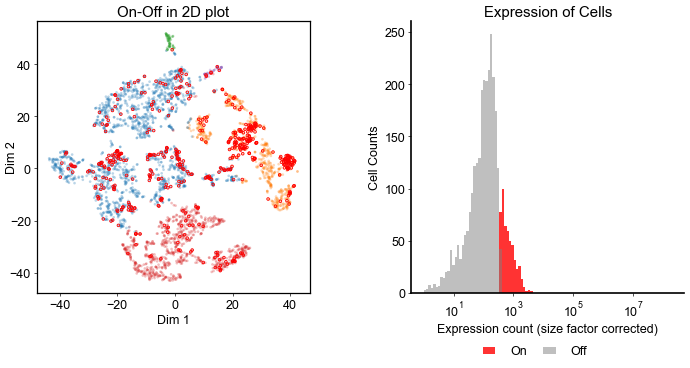 On-Off in 2D plot
40
20
0
−20
−40
Dim 2
−40 −20 0 20 40
Dim 1
Expression of Cells
250
200
150
100
50
0
Cell Counts
10^1 10^3 10^5 10^7
Expression count (size factor corrected)
On Off